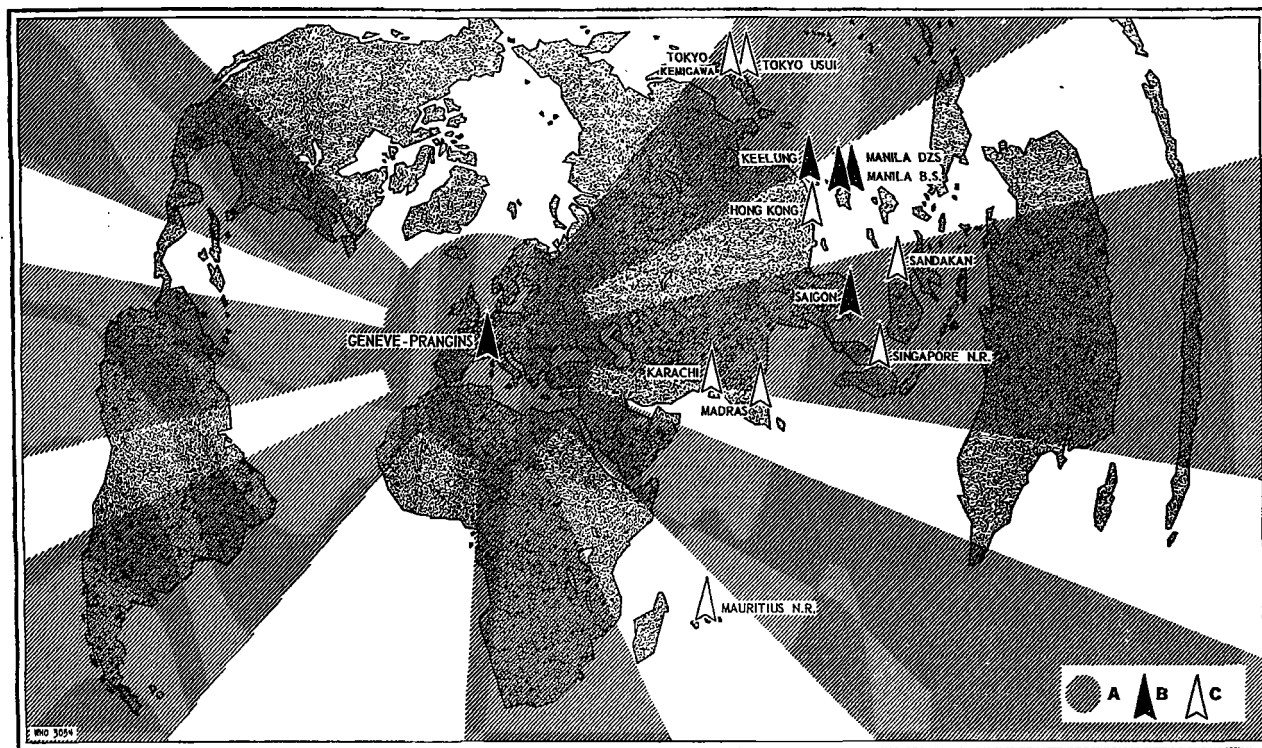 TOKYO
KEMIGAWA
TOKYO USUI
KEELUNG
MANILA DZS
MANILA B.S.
HONG KONG
SANDAKAN
SAIGON
GENEVE-PRANGINS
SINGAPORE N.R.
KARACHI
MADRAS
MAURITIUS N.R.
A B C
WHO 3054